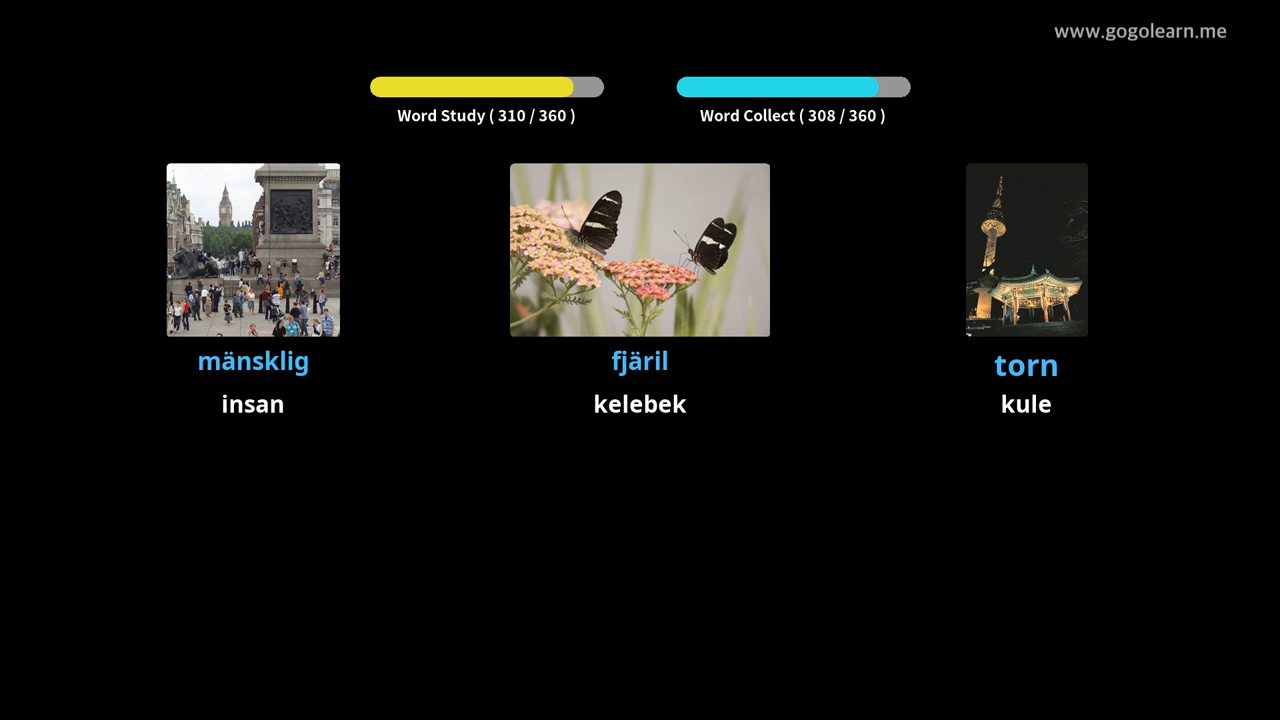 www.gogolearn.me
Word Study ( 310 / 360 )
Word Collect ( 308 / 360 )
mänsklig
insan
fjäril
kelebek
torn
kule